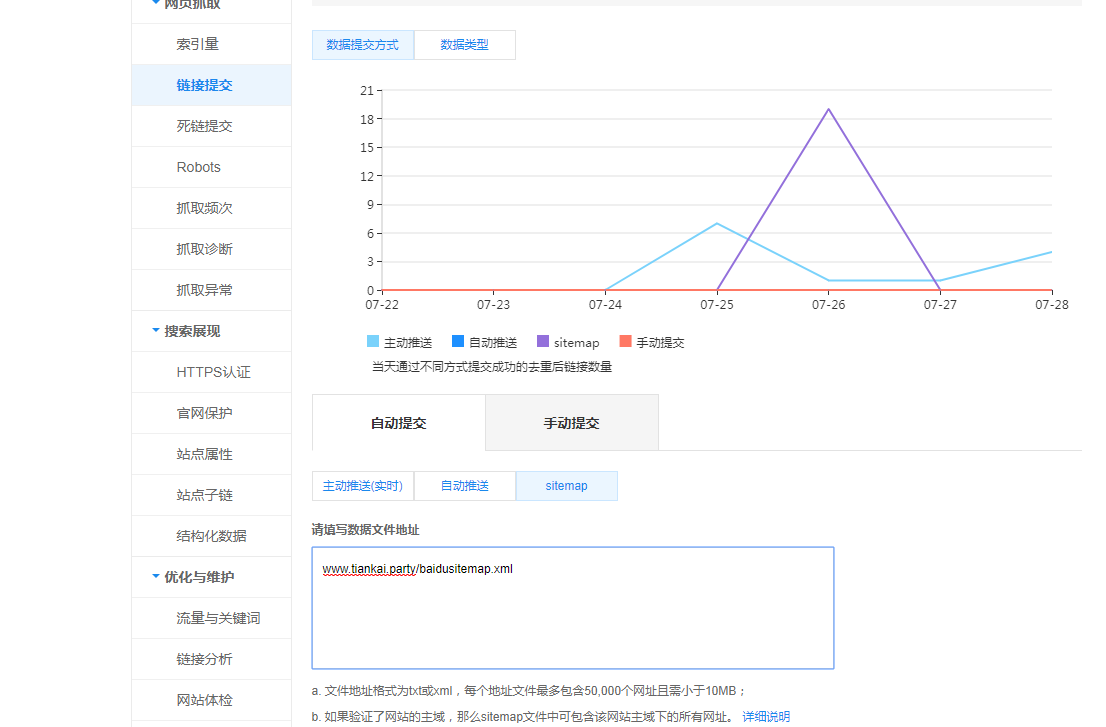 网页抓取
索引量
链接提交
死链提交
Robots
抓取频次
抓取诊断
抓取异常
搜索展现
HTTPS认证
官网保护
站点属性
站点子链
结构化数据
优化与维护
流量与关键词
链接分析
网站体检
数据提交方式 数据类型
21
18
15
12
9
6
3
0
07-22 07-23 07-24 07-25 07-26 07-27 07-28
主动推送 自动推送 sitemap 手动提交
当天通过不同方式提交成功的去重后链接数量
自动提交 手动提交
主动推送(实时) 自动推送 sitemap
请填写数据文件地址
www.tiankai.party/baidusitemap.xml
a. 文件地址格式为txt或xml，每个地址文件最多包含50,000个网址且需小于10MB；
b. 如果验证了网站的主域，那么sitemap文件中可包含该网站主域下的所有网址。 详细说明